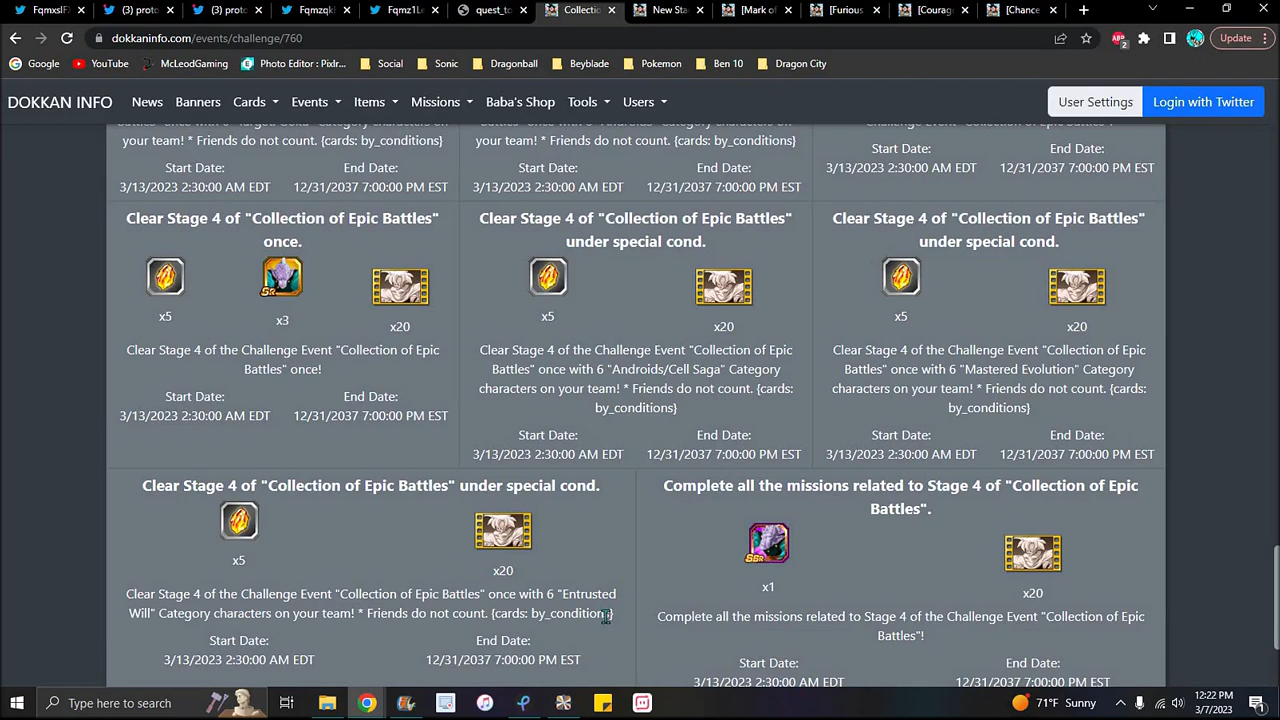 Fqmxsl
(3) proto
(3) proto
Fqmzqkl
Fqmz1Le
quest_to
Collectio
New Sta
[Mark of
[Furious
[Courag
[Chance
dokkaninfo.com/events/challenge/760
2
Update
Google YouTube McLeodGaming Photo Editor : Pixlr... Social Sonic Dragonball Beyblade Pokemon Ben 10 Dragon City
DOKKAN INFO News Banners Cards Events Items Missions Baba's Shop Tools Users User Settings Login with Twitter
your team! * Friends do not count. {cards: by_conditions}
Start Date: End Date:
3/13/2023 2:30:00 AM EDT 12/31/2037 7:00:00 PM EST
your team! * Friends do not count. {cards: by_conditions}
Start Date: End Date:
3/13/2023 2:30:00 AM EDT 12/31/2037 7:00:00 PM EST
Challenge Event "Collection of Epic Battles".
Start Date: End Date:
3/13/2023 2:30:00 AM EDT 12/31/2037 7:00:00 PM EST
Clear Stage 4 of "Collection of Epic Battles"
once.
SR
x5 x3 x20
Clear Stage 4 of the Challenge Event "Collection of Epic
Battles" once!
Start Date: End Date:
3/13/2023 2:30:00 AM EDT 12/31/2037 7:00:00 PM EST
Clear Stage 4 of "Collection of Epic Battles"
under special cond.
x5 x20
Clear Stage 4 of the Challenge Event "Collection of Epic
Battles" once with 6 "Androids/Cell Saga" Category
characters on your team! * Friends do not count. {cards:
by_conditions}
Start Date: End Date:
3/13/2023 2:30:00 AM EDT 12/31/2037 7:00:00 PM EST
Clear Stage 4 of "Collection of Epic Battles"
under special cond.
x5 x20
Clear Stage 4 of the Challenge Event "Collection of Epic
Battles" once with 6 "Mastered Evolution" Category
characters on your team! * Friends do not count. {cards:
by_conditions}
Start Date: End Date:
3/13/2023 2:30:00 AM EDT 12/31/2037 7:00:00 PM EST
Clear Stage 4 of "Collection of Epic Battles" under special cond.
x5 x20
Clear Stage 4 of the Challenge Event "Collection of Epic Battles" once with 6 "Entrusted
Will" Category characters on your team! * Friends do not count. {cards: by_conditions}
Start Date: End Date:
3/13/2023 2:30:00 AM EDT 12/31/2037 7:00:00 PM EST
Complete all the missions related to Stage 4 of "Collection of Epic
Battles".
SSR
x1 x20
Complete all the missions related to Stage 4 of the Challenge Event "Collection of Epic
Battles"!
Start Date: End Date:
3/13/2023 2:30:00 AM EDT 12/31/2037 7:00:00 PM EST
Type here to search
71°F Sunny
12:22 PM
3/7/2023